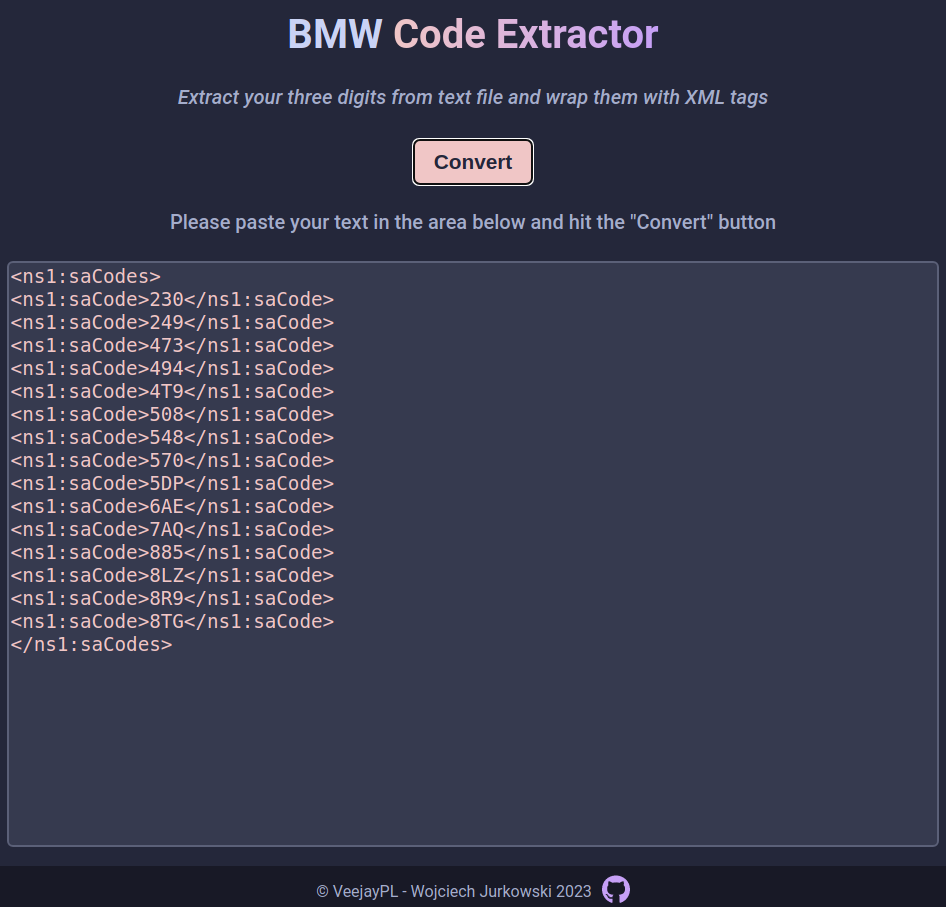 BMW Code Extractor
Extract your three digits from text file and wrap them with XML tags
Convert
Please paste your text in the area below and hit the "Convert" button
<ns1:saCodes>
<ns1:saCode>230</ns1:saCode>
<ns1:saCode>249</ns1:saCode>
<ns1:saCode>473</ns1:saCode>
<ns1:saCode>494</ns1:saCode>
<ns1:saCode>4T9</ns1:saCode>
<ns1:saCode>508</ns1:saCode>
<ns1:saCode>548</ns1:saCode>
<ns1:saCode>570</ns1:saCode>
<ns1:saCode>5DP</ns1:saCode>
<ns1:saCode>6AE</ns1:saCode>
<ns1:saCode>7AQ</ns1:saCode>
<ns1:saCode>885</ns1:saCode>
<ns1:saCode>8LZ</ns1:saCode>
<ns1:saCode>8R9</ns1:saCode>
<ns1:saCode>8TG</ns1:saCode>
</ns1:saCodes>
© VeejayPL - Wojciech Jurkowski 2023